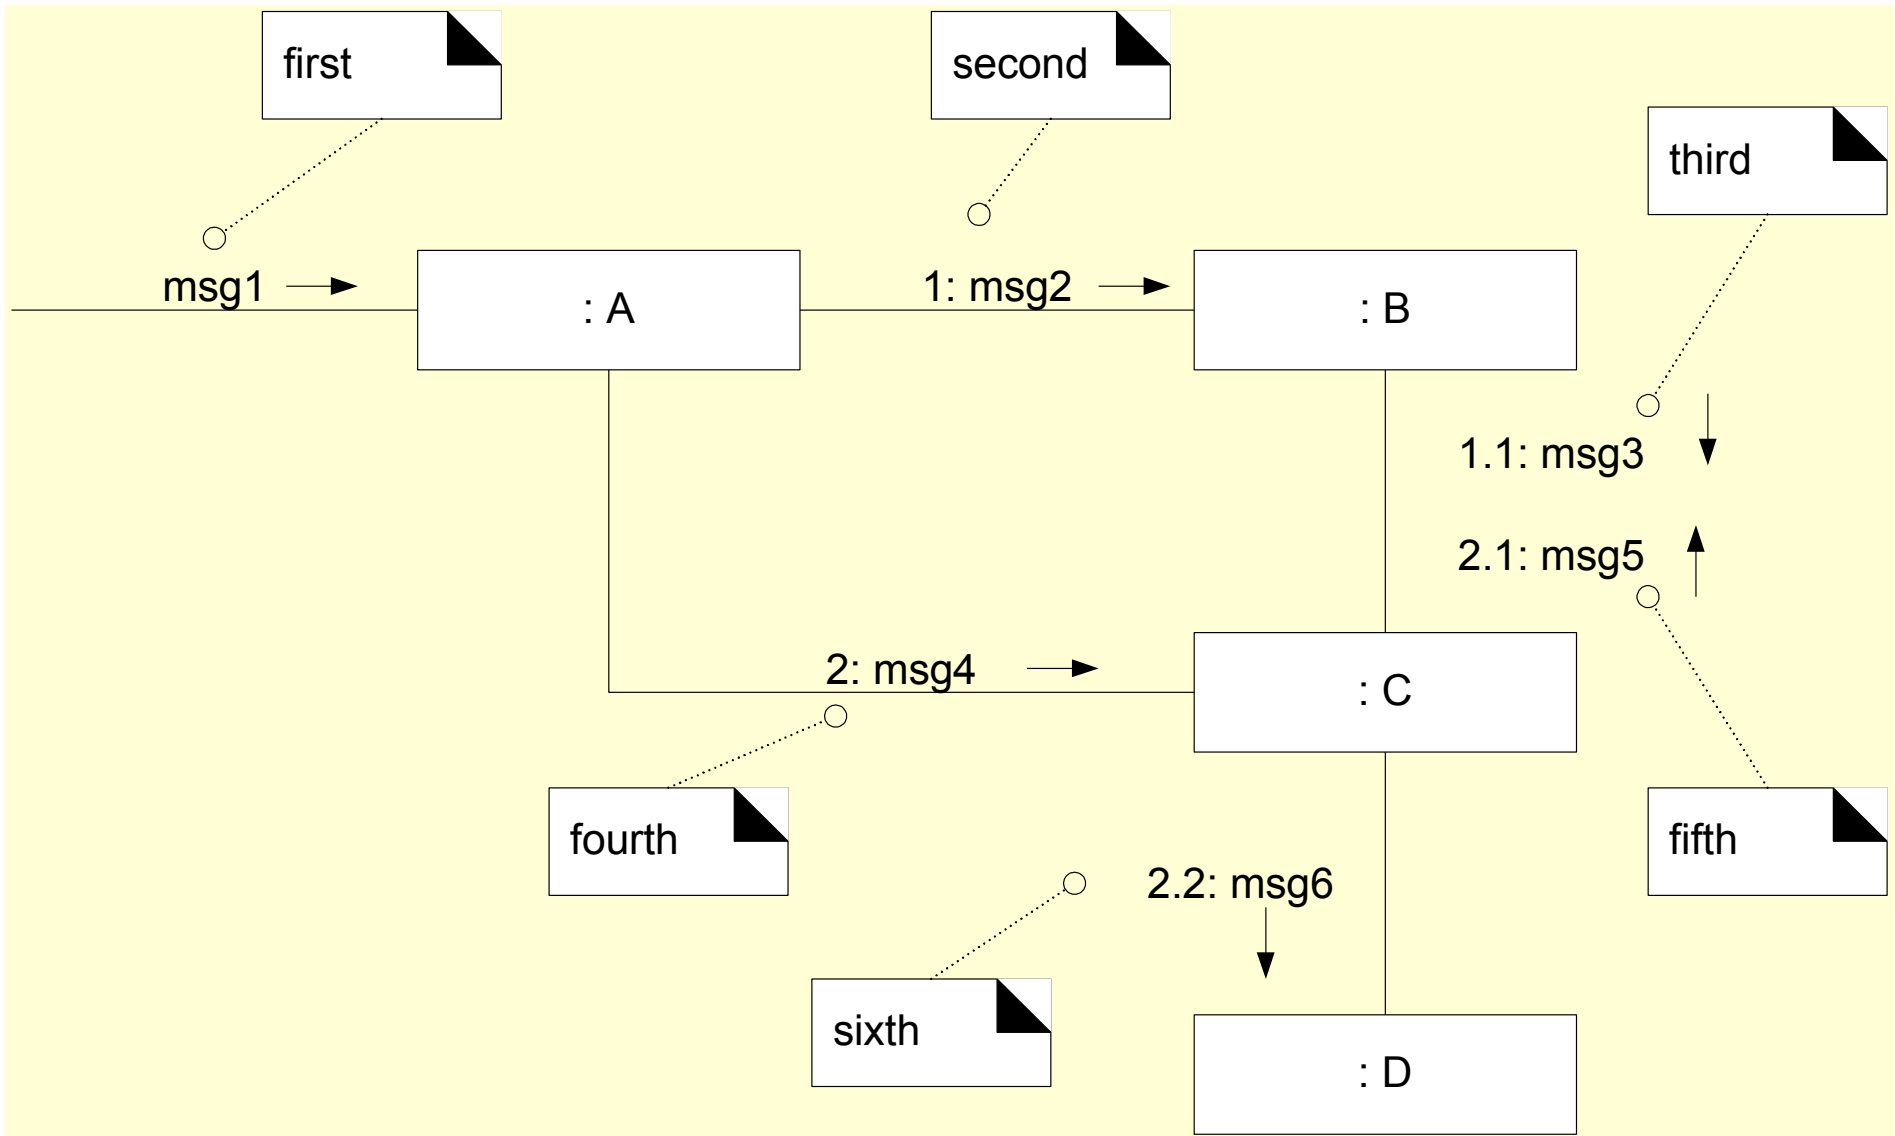 first
second
third
msg1
: A
1: msg2
: B
1.1: msg3
2.1: msg5
2: msg4
: C
fourth
fifth
2.2: msg6
sixth
: D